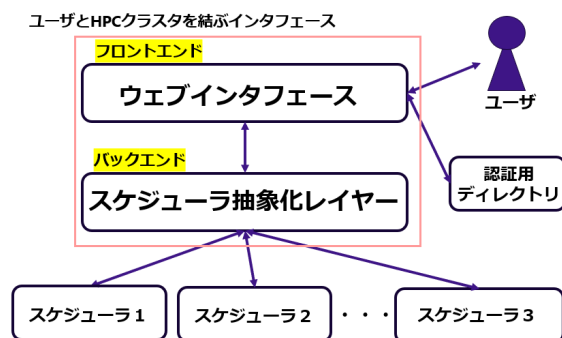 ユーザとHPCクラスタを結ぶインタフェース
フロントエンド
ウェブインタフェース
ユーザ
バックエンド
スケジューラ抽象化レイヤー
認証用
ディレクトリ
スケジューラ１
スケジューラ２
・・・
スケジューラ３